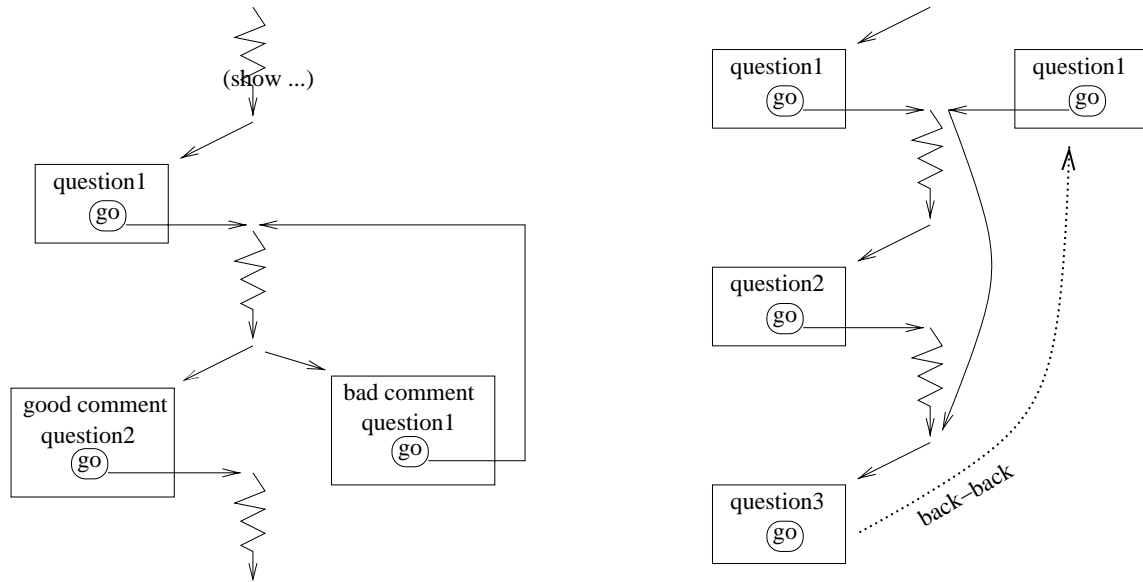 (show ...)
question1
go
good comment
question2
go
bad comment
question1
go
question1
go
question1
go
question2
go
question3
go
back–back